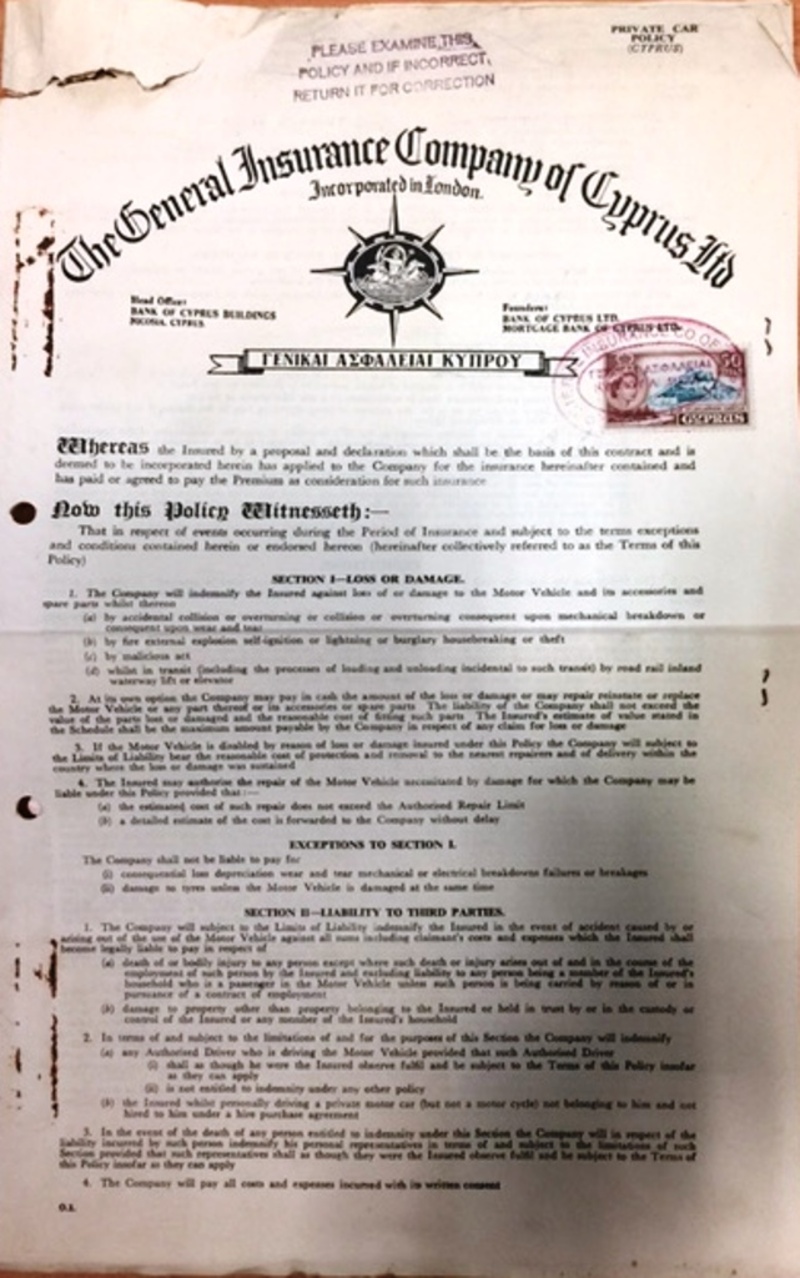 PLEASE EXAMINE THIS
POLICY AND IF INCORRECT,
RETURN IT FOR CORRECTION
PRIVATE CAR
POLICY
(CYPRUS)
The General Insurance Company of Cyprus Ltd
Incorporated in London.
Head Office:
BANK OF CYPRUS BUILDINGS
NICOSIA, CYPRUS.
Founders:
BANK OF CYPRUS LTD.
MORTGAGE BANK OF CYPRUS LTD.
INSURANCE CO OF
50
CYPRUS
ΓΕΝΙΚΑΙ ΑΣΦΑΛΕΙΑΙ ΚΥΠΡΟΥ
Whereas the Insured by a proposal and declaration which shall be the basis of this contract and is
deemed to be incorporated herein has applied to the Company for the insurance hereinafter contained and
has paid or agreed to pay the Premium as consideration for such insurance
Now this Policy Witnesseth:—
That in respect of events occurring during the Period of Insurance and subject to the terms exceptions
and conditions contained herein or endorsed hereon (hereinafter collectively referred to as the Terms of this
Policy)
SECTION I—LOSS OR DAMAGE.
1. The Company will indemnify the Insured against loss of or damage to the Motor Vehicle and its accessories and
spare parts whilst thereon
(a) by accidental collision or overturning or collision or overturning consequent upon mechanical breakdown or
consequent upon wear and tear
(b) by fire external explosion self-ignition or lightning or burglary housebreaking or theft
(c) by malicious act
(d) whilst in transit (including the processes of loading and unloading incidental to such transit) by road rail inland
waterway lift or elevator
2. At its own option the Company may pay in cash the amount of the loss or damage or may repair reinstate or replace
the Motor Vehicle or any part thereof or its accessories or spare parts The liability of the Company shall not exceed the
value of the parts lost or damaged and the reasonable cost of fitting such parts The Insured's estimate of value stated in
the Schedule shall be the maximum amount payable by the Company in respect of any claim for loss or damage
3. If the Motor Vehicle is disabled by reason of loss or damage insured under this Policy the Company will subject to
the Limits of Liability bear the reasonable cost of protection and removal to the nearest repairers and of delivery within the
country where the loss or damage was sustained
4. The Insured may authorise the repair of the Motor Vehicle necessitated by damage for which the Company may be
liable under this Policy provided that:—
(a) the estimated cost of such repair does not exceed the Authorised Repair Limit
(b) a detailed estimate of the cost is forwarded to the Company without delay
EXCEPTIONS TO SECTION I.
The Company shall not be liable to pay for
(i) consequential loss depreciation wear and tear mechanical or electrical breakdowns failures or breakages
(ii) damage to tyres unless the Motor Vehicle is damaged at the same time
SECTION II—LIABILITY TO THIRD PARTIES.
1. The Company will subject to the Limits of Liability indemnify the Insured in the event of accident caused by or
arising out of the use of the Motor Vehicle against all sums including claimant's costs and expenses which the Insured shall
become legally liable to pay in respect of
(a) death of or bodily injury to any person except where such death or injury arises out of and in the course of the
employment of such person by the Insured and excluding liability to any person being a member of the Insured's
household who is a passenger in the Motor Vehicle unless such person is being carried by reason of or in
pursuance of a contract of employment
(b) damage to property other than property belonging to the Insured or held in trust by or in the custody or
control of the Insured or any member of the Insured's household
2. In terms of and subject to the limitations of and for the purposes of this Section the Company will indemnify
(a) any Authorised Driver who is driving the Motor Vehicle provided that such Authorised Driver
(i) shall as though he were the Insured observe fulfil and be subject to the Terms of this Policy insofar
as they can apply
(ii) is not entitled to indemnity under any other policy
(b) the Insured whilst personally driving a private motor car (but not a motor cycle) not belonging to him and not
hired to him under a hire purchase agreement
3. In the event of the death of any person entitled to indemnity under this Section the Company will in respect of the
liability incurred by such person indemnify his personal representatives in terms of and subject to the limitations of such
Section provided that such representatives shall as though they were the Insured observe fulfil and be subject to the Terms of
this Policy insofar as they can apply
4. The Company will pay all costs and expenses incurred with its written consent